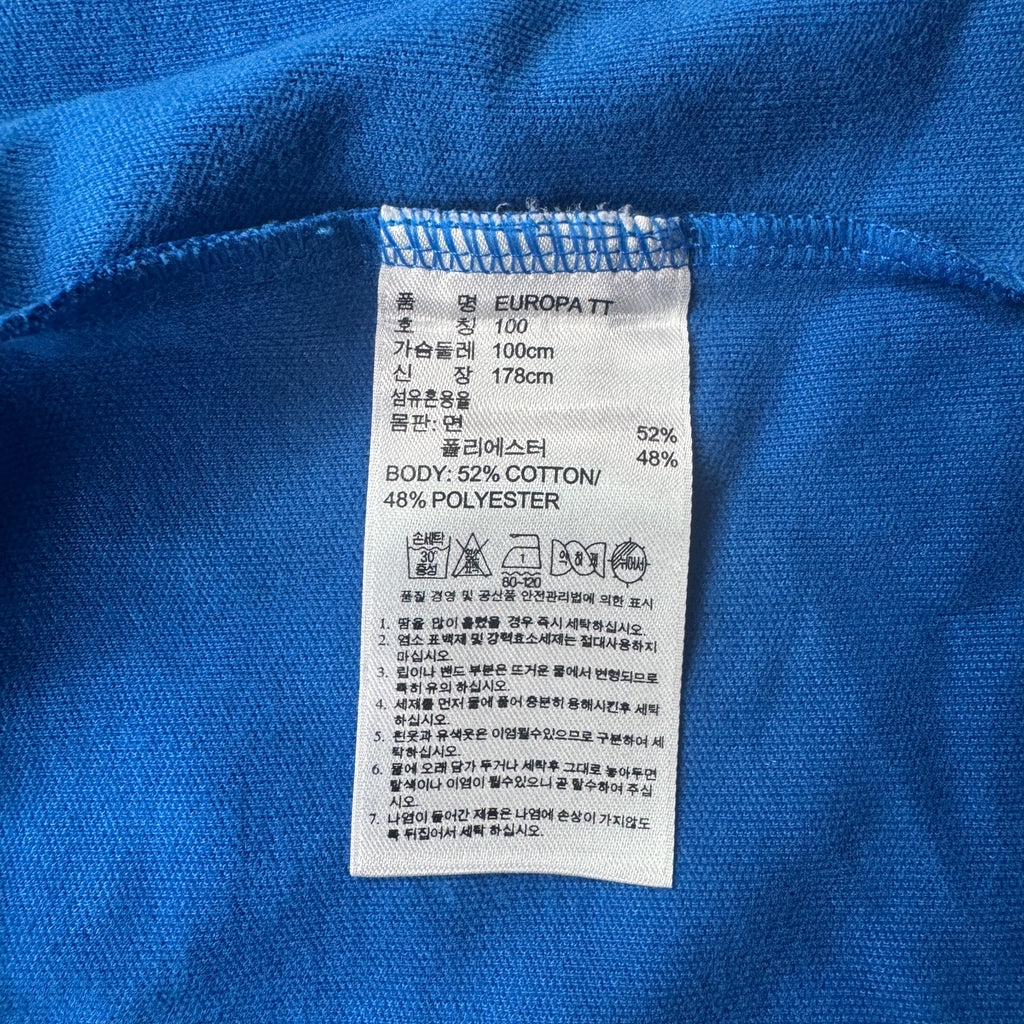 품 명 EUROPA TT
호 칭 100
가슴둘레 100cm
신 장 178cm
섬유혼용율
몸판: 면 52%
폴리에스터 48%
BODY: 52% COTTON/
48% POLYESTER
손세탁
30°
중성
1
80-120
약하게
드라이
품질 경영 및 공산품 안전관리법에 의한 표시
1. 땀을 많이 흘렸을 경우 즉시 세탁하십시오.
2. 염소 표백제 및 강력효소세제는 절대사용하지
마십시오.
3. 립이나 밴드 부분은 뜨거운 물에서 변형되므로
특히 유의 하십시오.
4. 세제를 먼저 물에 풀어 충분히 용해시킨후 세탁
하십시오.
5. 흰옷과 유색옷은 이염될수있으므로 구분하여 세
탁하십시오.
6. 물에 오래 담가 두거나 세탁후 그대로 놓아두면
탈색이나 이염이 될수있으니 곧 탈수하여 주십
시오.
7. 나염이 들어간 제품은 나염에 손상이 가지않도
록 뒤집어서 세탁 하십시오.